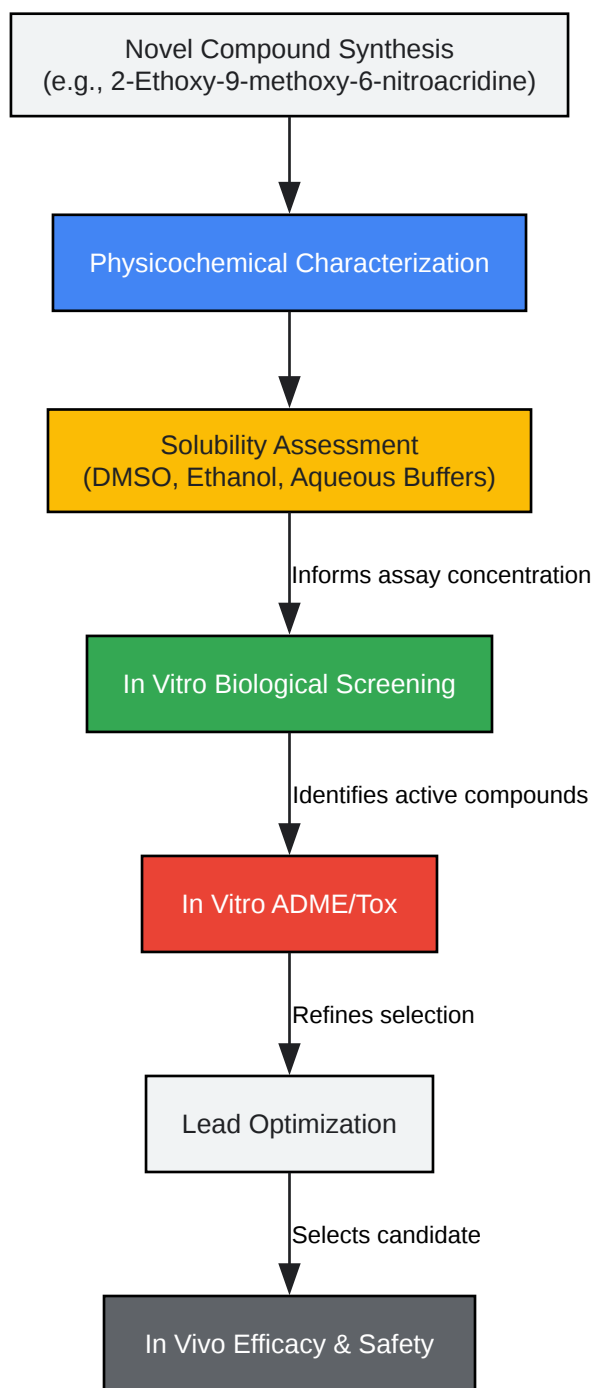 Novel Compound Synthesis
(e.g., 2-Ethoxy-9-methoxy-6-nitroacridine)
Physicochemical Characterization
Solubility Assessment
(DMSO, Ethanol, Aqueous Buffers)
Informs assay concentration
In Vitro Biological Screening
Identifies active compounds
In Vitro ADME/Tox
Refines selection
Lead Optimization
Selects candidate
In Vivo Efficacy & Safety